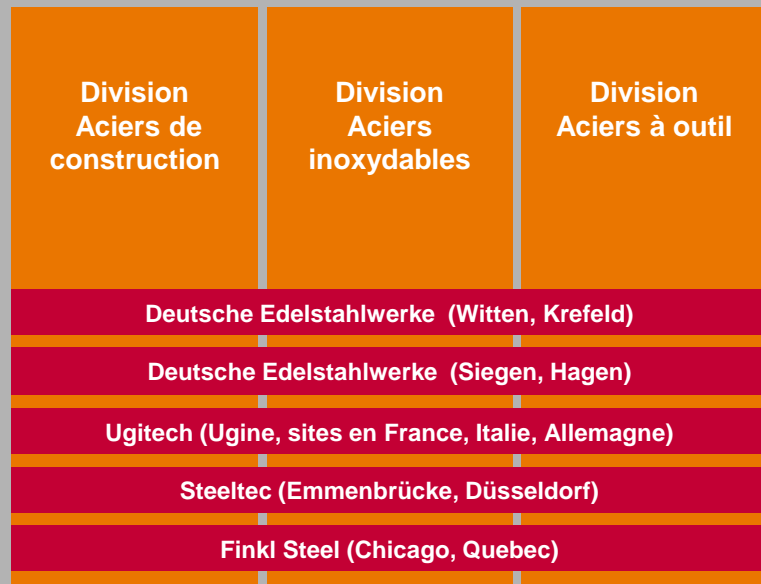 Division
Aciers de
construction
Division
Aciers
inoxydables
Division
Aciers à outil
Deutsche Edelstahlwerke (Witten, Krefeld)
Deutsche Edelstahlwerke (Siegen, Hagen)
Ugitech (Ugine, sites en France, Italie, Allemagne)
Steeltec (Emmenbrücke, Düsseldorf)
Finkl Steel (Chicago, Quebec)